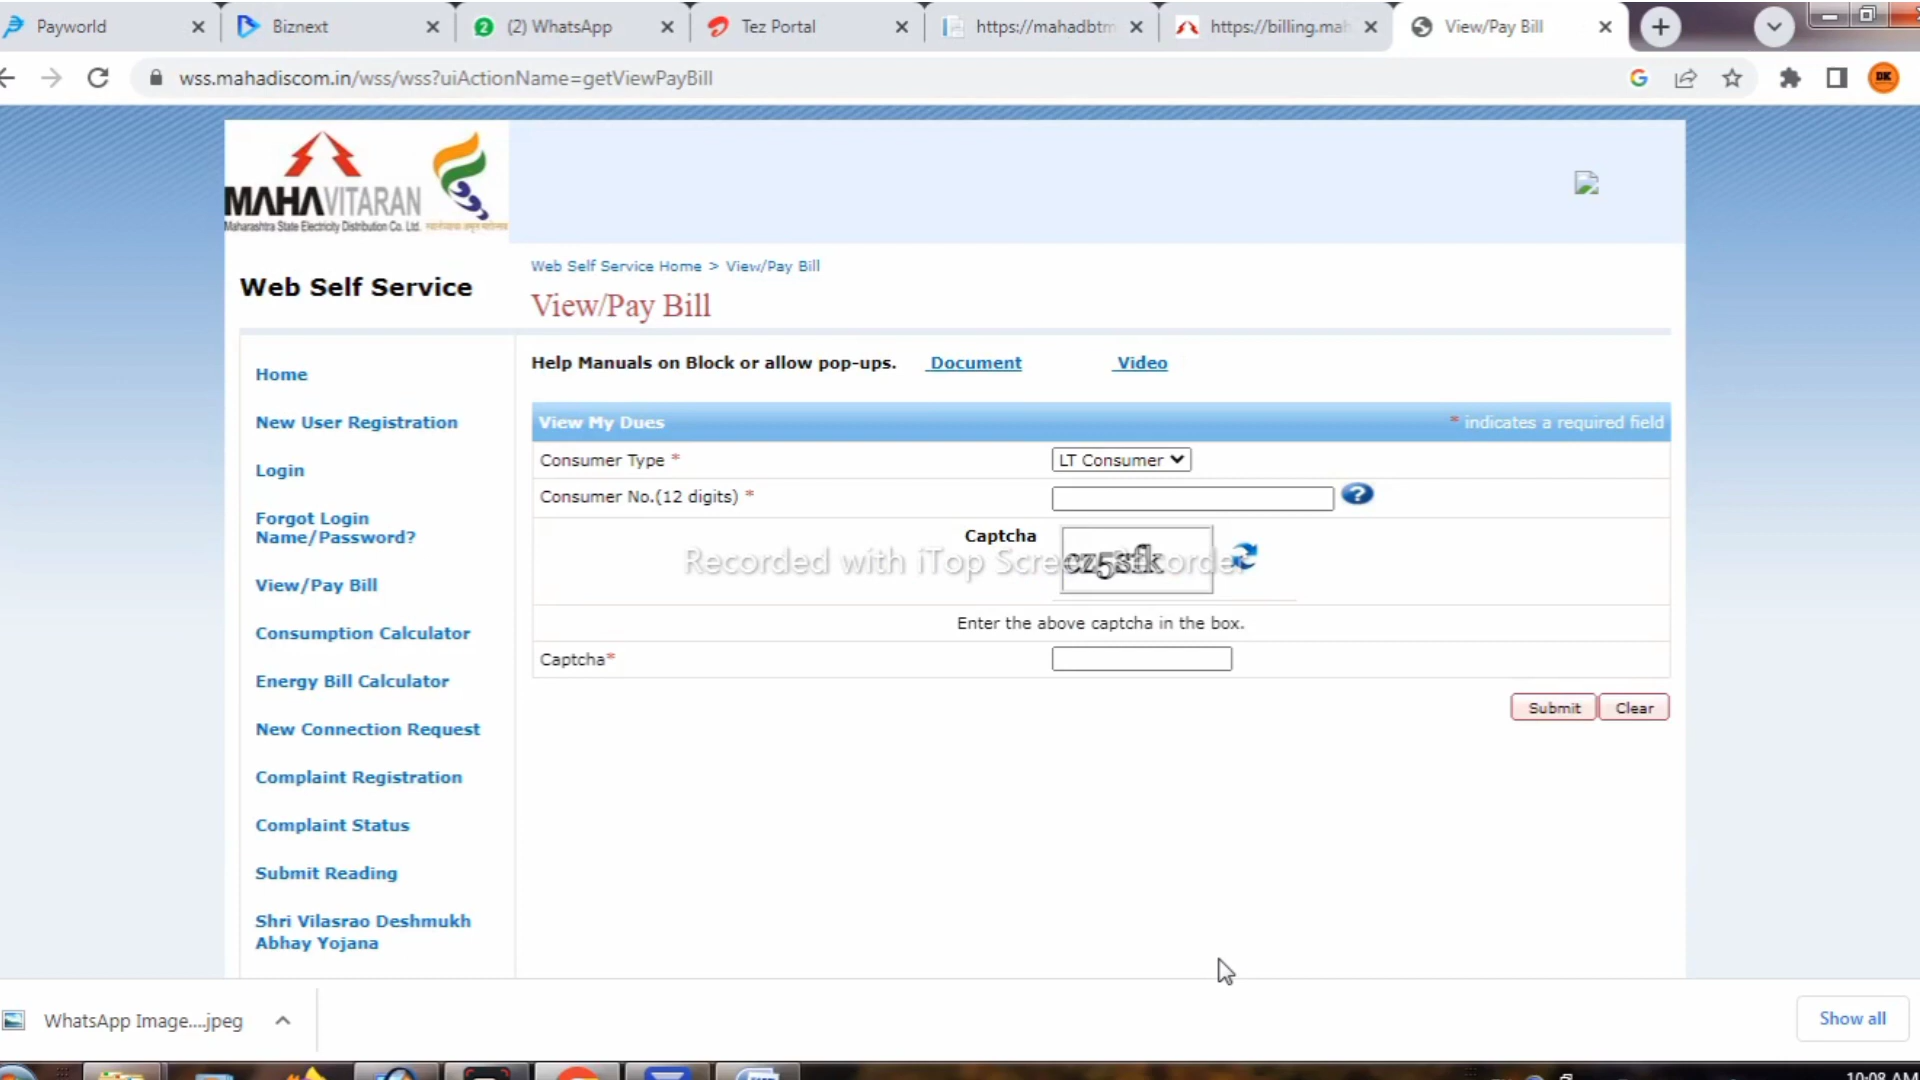 Payworld
Biznext
(2) WhatsApp
Tez Portal
https://mahadbtm
https://billing.mah
View/Pay Bill
wss.mahadiscom.in/wss/wss?uiActionName=getViewPayBill
DK
MAHAVITARAN
Maharashtra State Electricity Distribution Co. Ltd.
Web Self Service
Web Self Service Home > View/Pay Bill
View/Pay Bill
Help Manuals on Block or allow pop-ups. Document Video
Home
New User Registration
Login
Forgot Login
Name/Password?
View/Pay Bill
Consumption Calculator
Energy Bill Calculator
New Connection Request
Complaint Registration
Complaint Status
Submit Reading
Shri Vilasrao Deshmukh
Abhay Yojana
View My Dues * indicates a required field
Consumer Type * LT Consumer
Consumer No.(12 digits) *
Captcha
Recorded with iTop Screen Recorder
Enter the above captcha in the box.
Captcha*
Submit Clear
WhatsApp Image....jpeg
Show all
10:08 AM